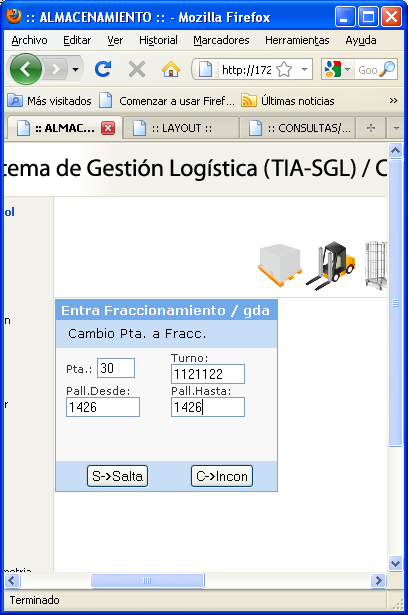 :: ALMACENAMIENTO :: - Mozilla Firefox
Archivo Editar Ver Historial Marcadores Herramientas Ayuda
http://172
Goo
Más visitados Comenzar a usar Firef... Últimas noticias »
:: ALMAC... :: LAYOUT :: :: CONSULTAS/...
tema de Gestión Logística (TIA-SGL) / C
ol
n
Entra Fraccionamiento / gda
Cambio Pta. a Fracc.
Pta.: 30
Turno:
1121122
Pall.Desde: Pall.Hasta:
1426 1426
r
S->Salta C->Incon
metria
Terminado